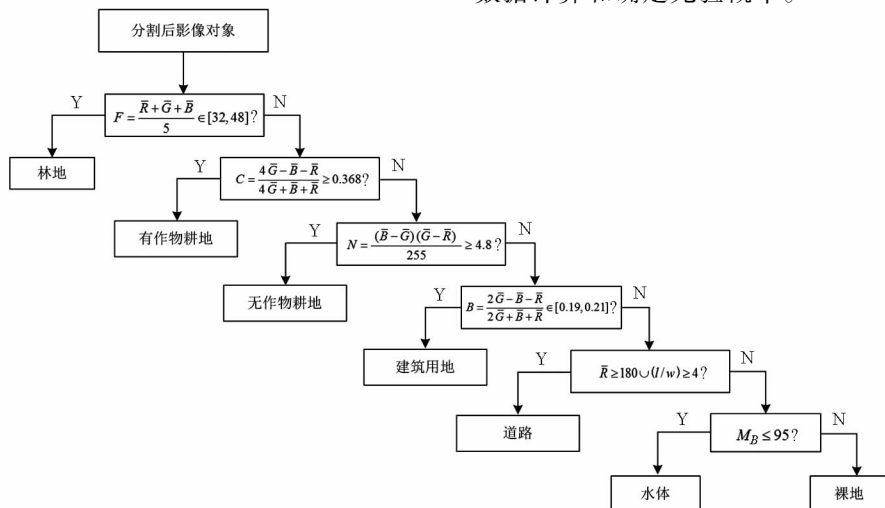 分割后影像对象
Y
F = (R̄+Ḡ+B̄)/5 ∈ [32,48]?
N
林地
Y
C = (4Ḡ−B̄−R̄)/(4Ḡ+B̄+R̄) ≥ 0.368?
N
有作物耕地
Y
N = (B̄−Ḡ)(Ḡ−R̄)/255 ≥ 4.8?
N
无作物耕地
Y
B = (2Ḡ−B̄−R̄)/(2Ḡ+B̄+R̄) ∈ [0.19,0.21]?
N
建筑用地
Y
R̄ ≥ 180 ∪ (l/w) ≥ 4?
N
道路
Y
M_B ≤ 95?
N
水体
裸地